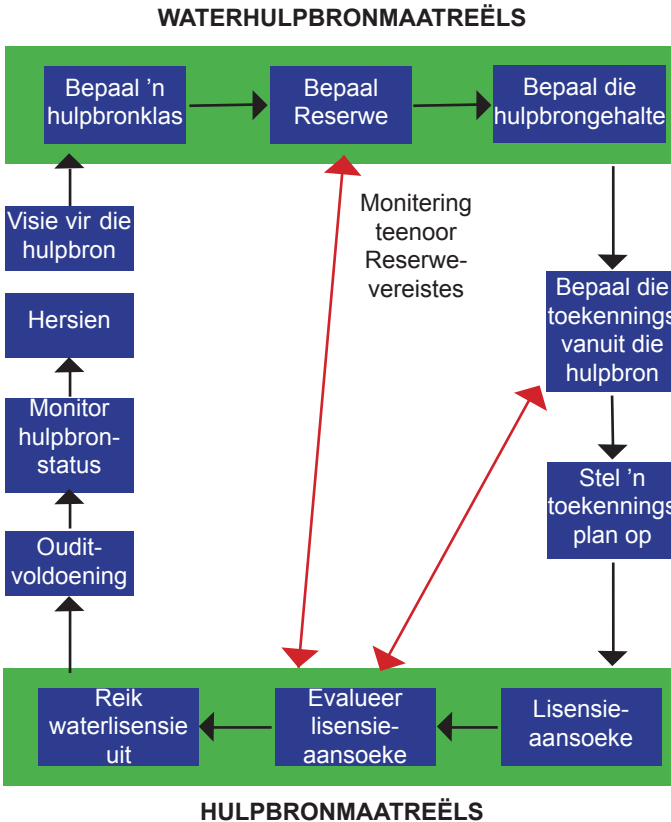 WATERHULPBRONMAATREËLS
Bepaal ’n
hulpbronklas
Bepaal
Reserwe
Bepaal die
hulpbrongehalte
Visie vir die
hulpbron
Monitering
teenoor
Reserwe-
vereistes
Bepaal die
toekennings
vanuit die
hulpbron
Hersien
Monitor
hulpbron-
status
Stel ’n
toekennings
plan op
Oudit-
voldoening
Reik
waterlisensie
uit
Evalueer
lisensie-
aansoeke
Lisensie-
aansoeke
HULPBRONMAATREËLS